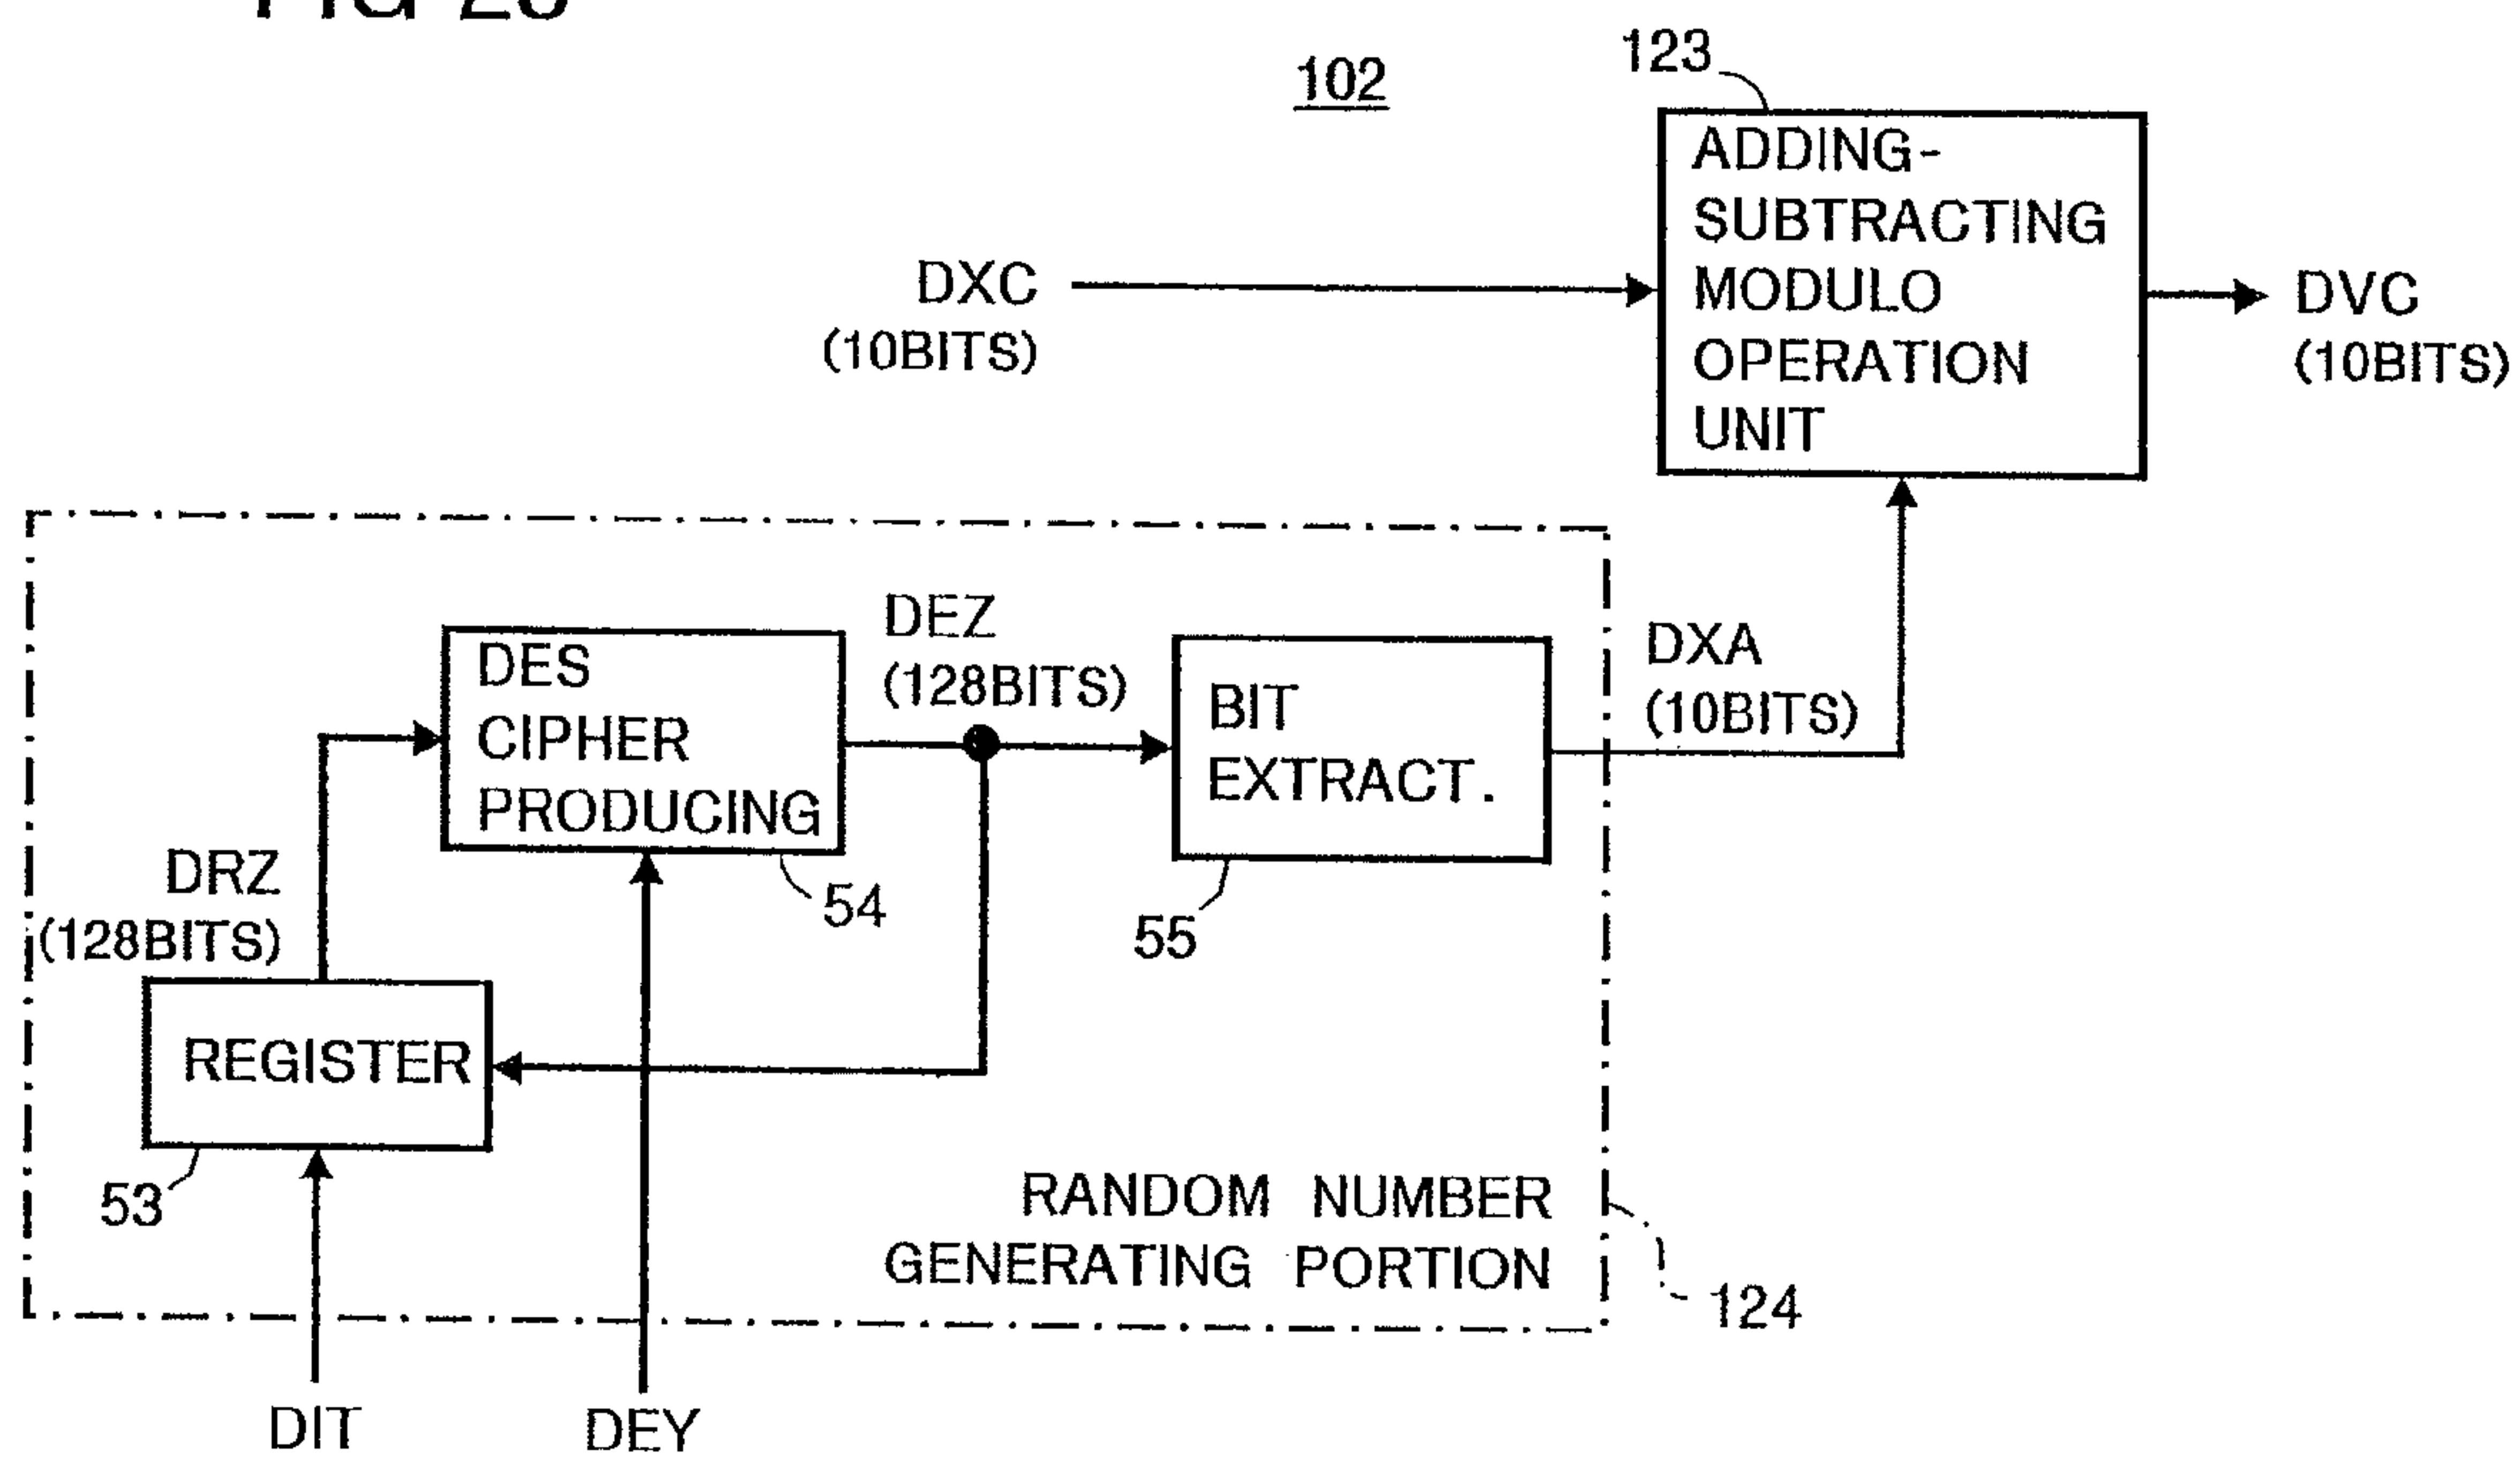 102
123
ADDING-
SUBTRACTING
MODULO
OPERATION
UNIT
DXC
(10BITS)
DVC
(10BITS)
DES
CIPHER
PRODUCING
54
DEZ
(128BITS)
BIT
EXTRACT.
55
DXA
(10BITS)
DRZ
(128BITS)
REGISTER
53
RANDOM NUMBER
GENERATING PORTION
124
DIT
DEY